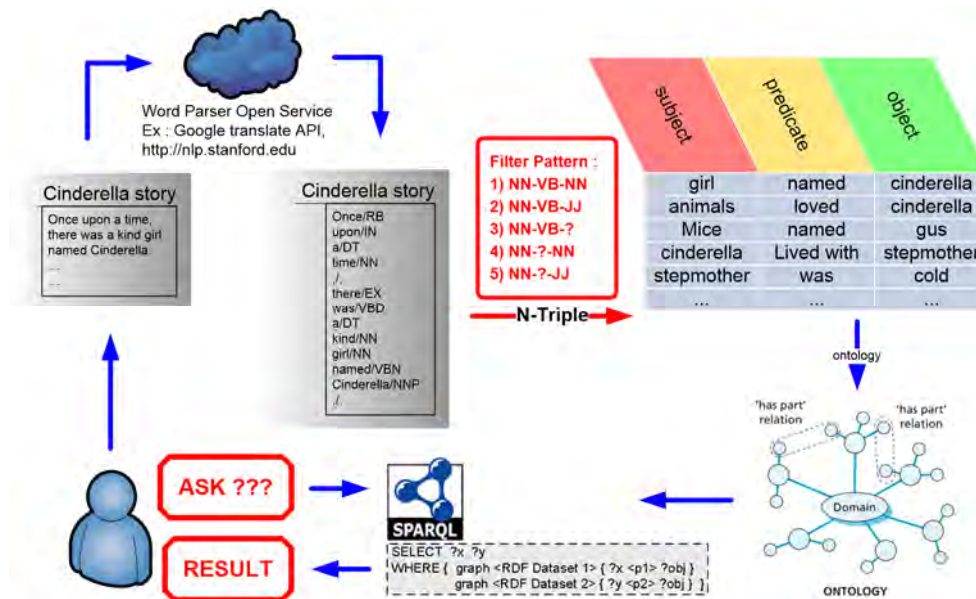 Word Parser Open Service
Ex : Google translate API,
http://nlp.stanford.edu
Cinderella story
Once upon a time,
there was a kind girl
named Cinderella.
...
...
Cinderella story
Once/RB
upon/IN
a/DT
time/NN
./.
there/EX
was/VBD
a/DT
kind/NN
girl/NN
named/VBN
Cinderella/NNP
./.
Filter Pattern :
1) NN-VB-NN
2) NN-VB-JJ
3) NN-VB-?
4) NN-?-NN
5) NN-?-JJ
N-Triple
subject predicate object
girl named cinderella
animals loved cinderella
Mice named gus
cinderella Lived with stepmother
stepmother was cold
... ... ...
ontology
'has part'
relation
'has part'
relation
Domain
ONTOLOGY
ASK ???
SPARQL
RESULT
SELECT ?x ?y
WHERE { graph <RDF Dataset 1> { ?x <p1> ?obj }
graph <RDF Dataset 2> { ?y <p2> ?obj } }